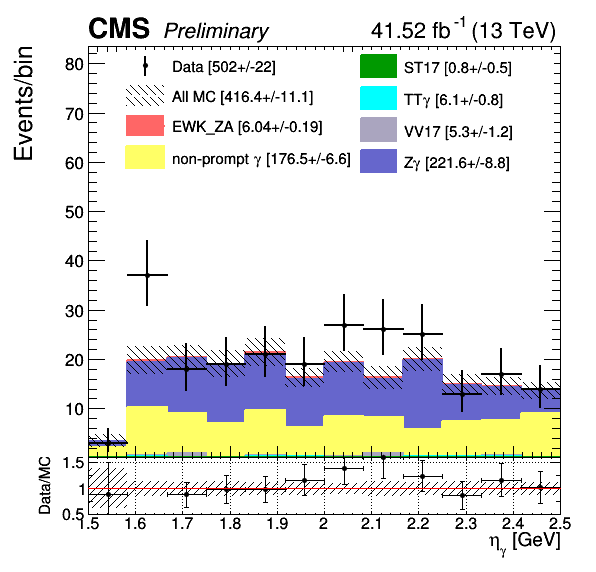 CMS Preliminary 41.52 fb⁻¹ (13 TeV)
Events/bin
80
70
60
50
40
30
20
10
Data [502+/-22]
All MC [416.4+/-11.1]
EWK_ZA [6.04+/-0.19]
non-prompt γ [176.5+/-6.6]
ST17 [0.8+/-0.5]
TTγ [6.1+/-0.8]
VV17 [5.3+/-1.2]
Zγ [221.6+/-8.8]
Data/MC
1.5
1
0.5
1.5 1.6 1.7 1.8 1.9 2 2.1 2.2 2.3 2.4 2.5
ηγ [GeV]